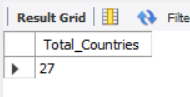 Result Grid Filte
Total_Countries
27